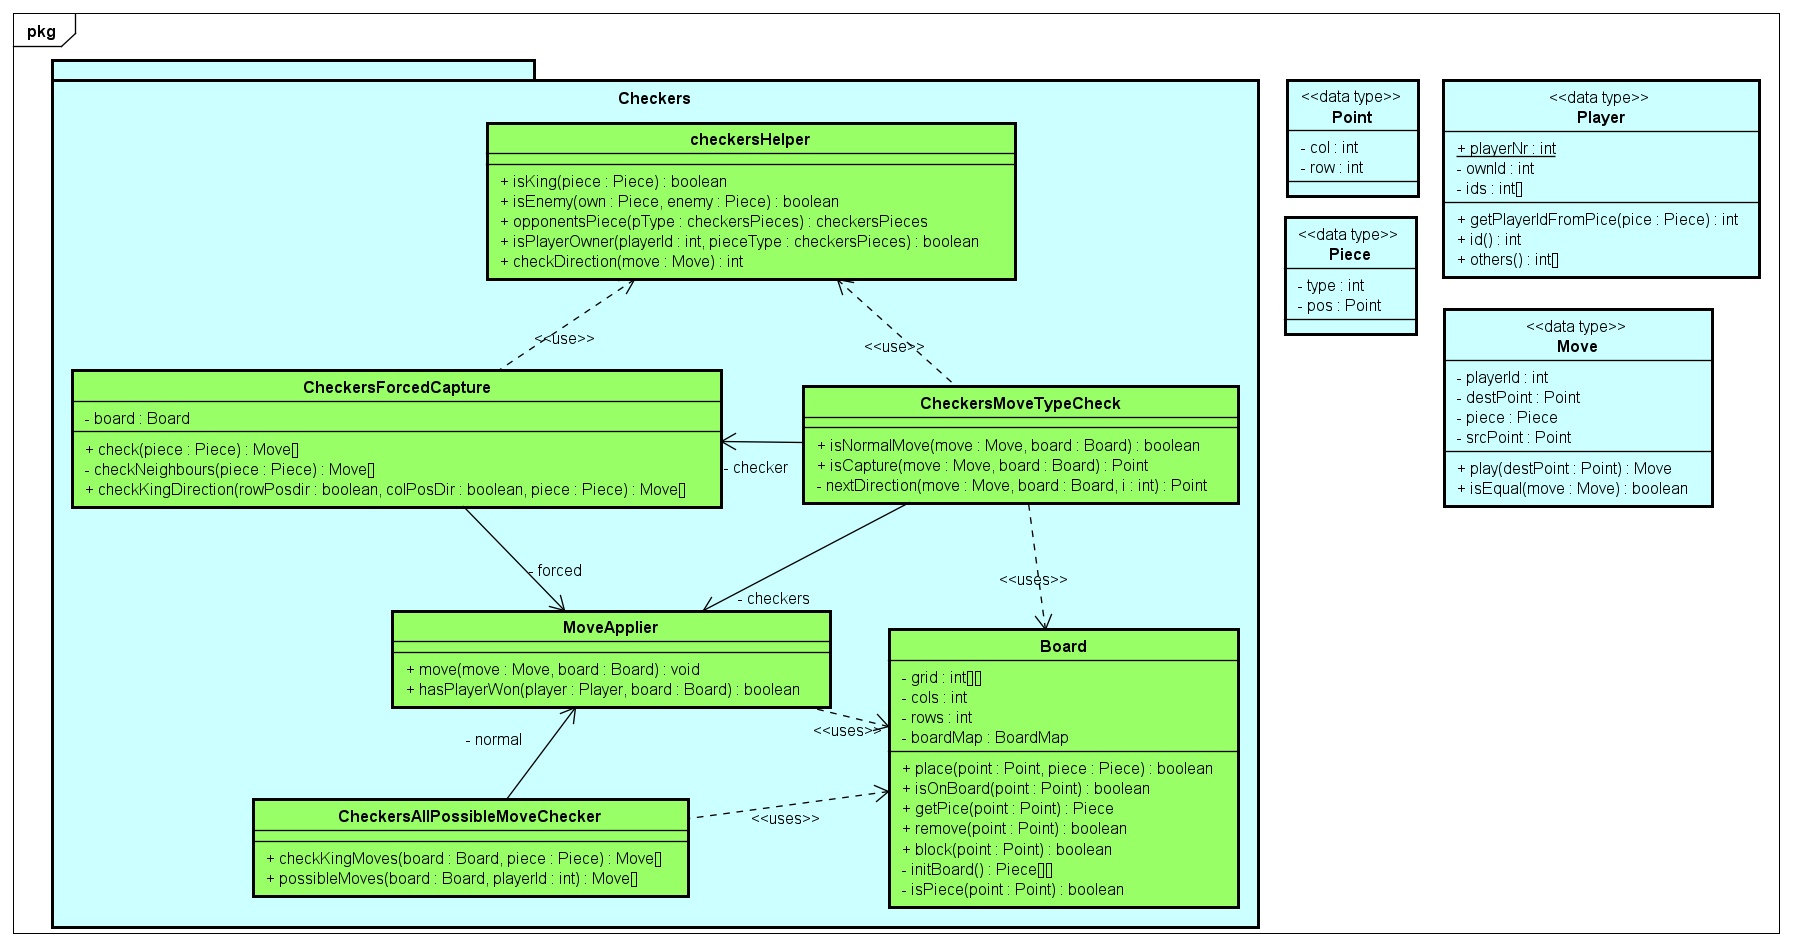 pkg
Checkers
checkersHelper
+ isKing(piece : Piece) : boolean
+ isEnemy(own : Piece, enemy : Piece) : boolean
+ opponentsPiece(pType : checkersPieces) : checkersPieces
+ isPlayerOwner(playerId : int, pieceType : checkersPieces) : boolean
+ checkDirection(move : Move) : int
<<use>>
<<use>>
CheckersForcedCapture
- board : Board
+ check(piece : Piece) : Move[]
- checkNeighbours(piece : Piece) : Move[]
+ checkKingDirection(rowPosdir : boolean, colPosDir : boolean, piece : Piece) : Move[]
- checker
CheckersMoveTypeCheck
+ isNormalMove(move : Move, board : Board) : boolean
+ isCapture(move : Move, board : Board) : Point
- nextDirection(move : Move, board : Board, i : int) : Point
- forced
- checkers
<<uses>>
MoveApplier
+ move(move : Move, board : Board) : void
+ hasPlayerWon(player : Player, board : Board) : boolean
- normal
<<uses>>
Board
- grid : int[][]
- cols : int
- rows : int
- boardMap : BoardMap
+ place(point : Point, piece : Piece) : boolean
+ isOnBoard(point : Point) : boolean
+ getPice(point : Point) : Piece
+ remove(point : Point) : boolean
+ block(point : Point) : boolean
- initBoard() : Piece[][]
- isPiece(point : Point) : boolean
CheckersAllPossibleMoveChecker
+ checkKingMoves(board : Board, piece : Piece) : Move[]
+ possibleMoves(board : Board, playerId : int) : Move[]
<<uses>>
<<data type>>
Point
- col : int
- row : int
<<data type>>
Piece
- type : int
- pos : Point
<<data type>>
Player
+ playerNr : int
- ownId : int
- ids : int[]
+ getPlayerIdFromPice(pice : Piece) : int
+ id() : int
+ others() : int[]
<<data type>>
Move
- playerId : int
- destPoint : Point
- piece : Piece
- srcPoint : Point
+ play(destPoint : Point) : Move
+ isEqual(move : Move) : boolean